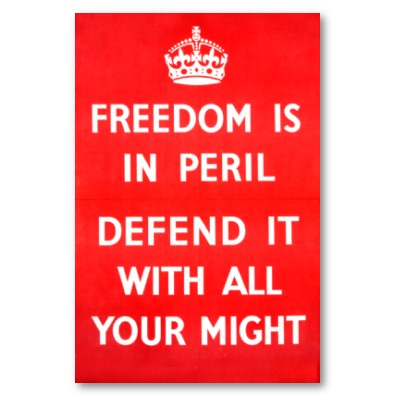 FREEDOM IS
IN PERIL
DEFEND IT
WITH ALL
YOUR MIGHT